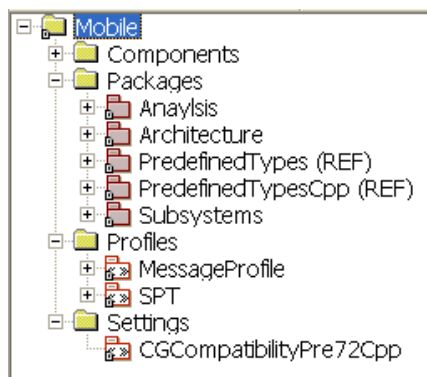 Mobile
Components
Packages
Anaylsis
Architecture
PredefinedTypes (REF)
PredefinedTypesCpp (REF)
Subsystems
Profiles
MessageProfile
SPT
Settings
CGCompatibilityPre72Cpp